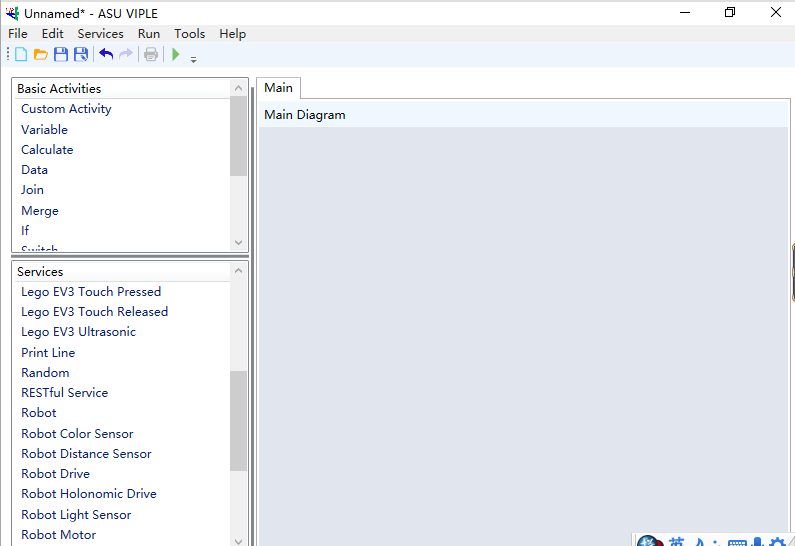 Unnamed* - ASU VIPLE
File Edit Services Run Tools Help
Basic Activities
Custom Activity
Variable
Calculate
Data
Join
Merge
If
Switch
Services
Lego EV3 Touch Pressed
Lego EV3 Touch Released
Lego EV3 Ultrasonic
Print Line
Random
RESTful Service
Robot
Robot Color Sensor
Robot Distance Sensor
Robot Drive
Robot Holonomic Drive
Robot Light Sensor
Robot Motor
Main
Main Diagram
英